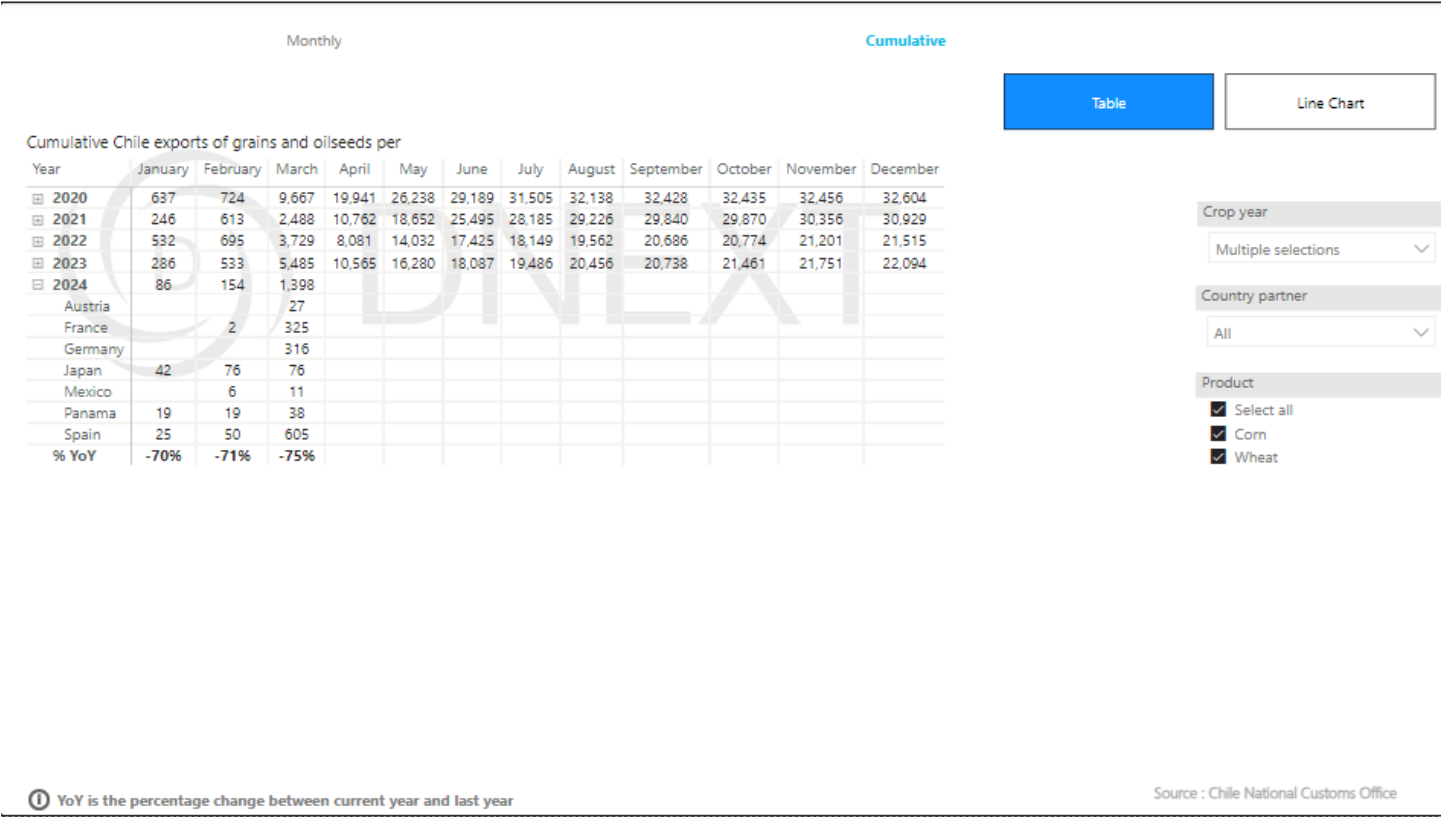 Monthly Cumulative
Table Line Chart
Cumulative Chile exports of grains and oilseeds per
Year January February March April May June July August September October November December
2020 637 724 9,667 19,941 26,238 29,189 31,505 32,138 32,428 32,435 32,456 32,604
2021 246 613 2,488 10,762 18,652 25,495 28,185 29,226 29,840 29,870 30,356 30,929
2022 532 695 3,729 8,081 14,032 17,425 18,149 19,562 20,686 20,774 21,201 21,515
2023 286 533 5,485 10,565 16,280 18,087 19,486 20,456 20,738 21,461 21,751 22,094
2024 86 154 1,398
Austria 27
France 2 325
Germany 316
Japan 42 76 76
Mexico 6 11
Panama 19 19 38
Spain 25 50 605
% YoY -70% -71% -75%
DNEXT
Crop year
Multiple selections
Country partner
All
Product
Select all
Corn
Wheat
YoY is the percentage change between current year and last year
Source : Chile National Customs Office